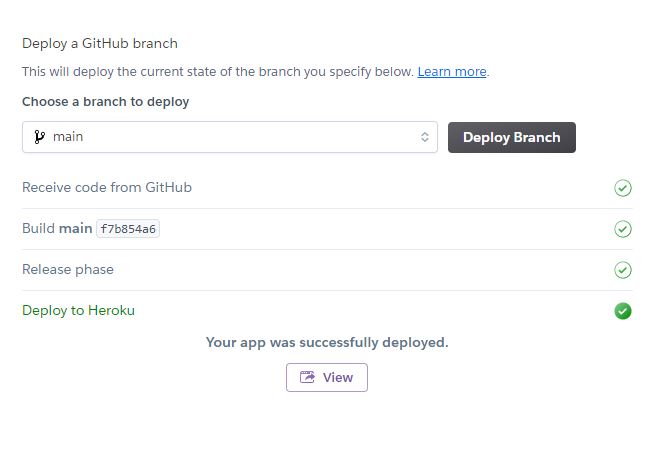 Deploy a GitHub branch
This will deploy the current state of the branch you specify below. Learn more.
Choose a branch to deploy
main
Deploy Branch
Receive code from GitHub
Build main f7b854a6
Release phase
Deploy to Heroku
Your app was successfully deployed.
View